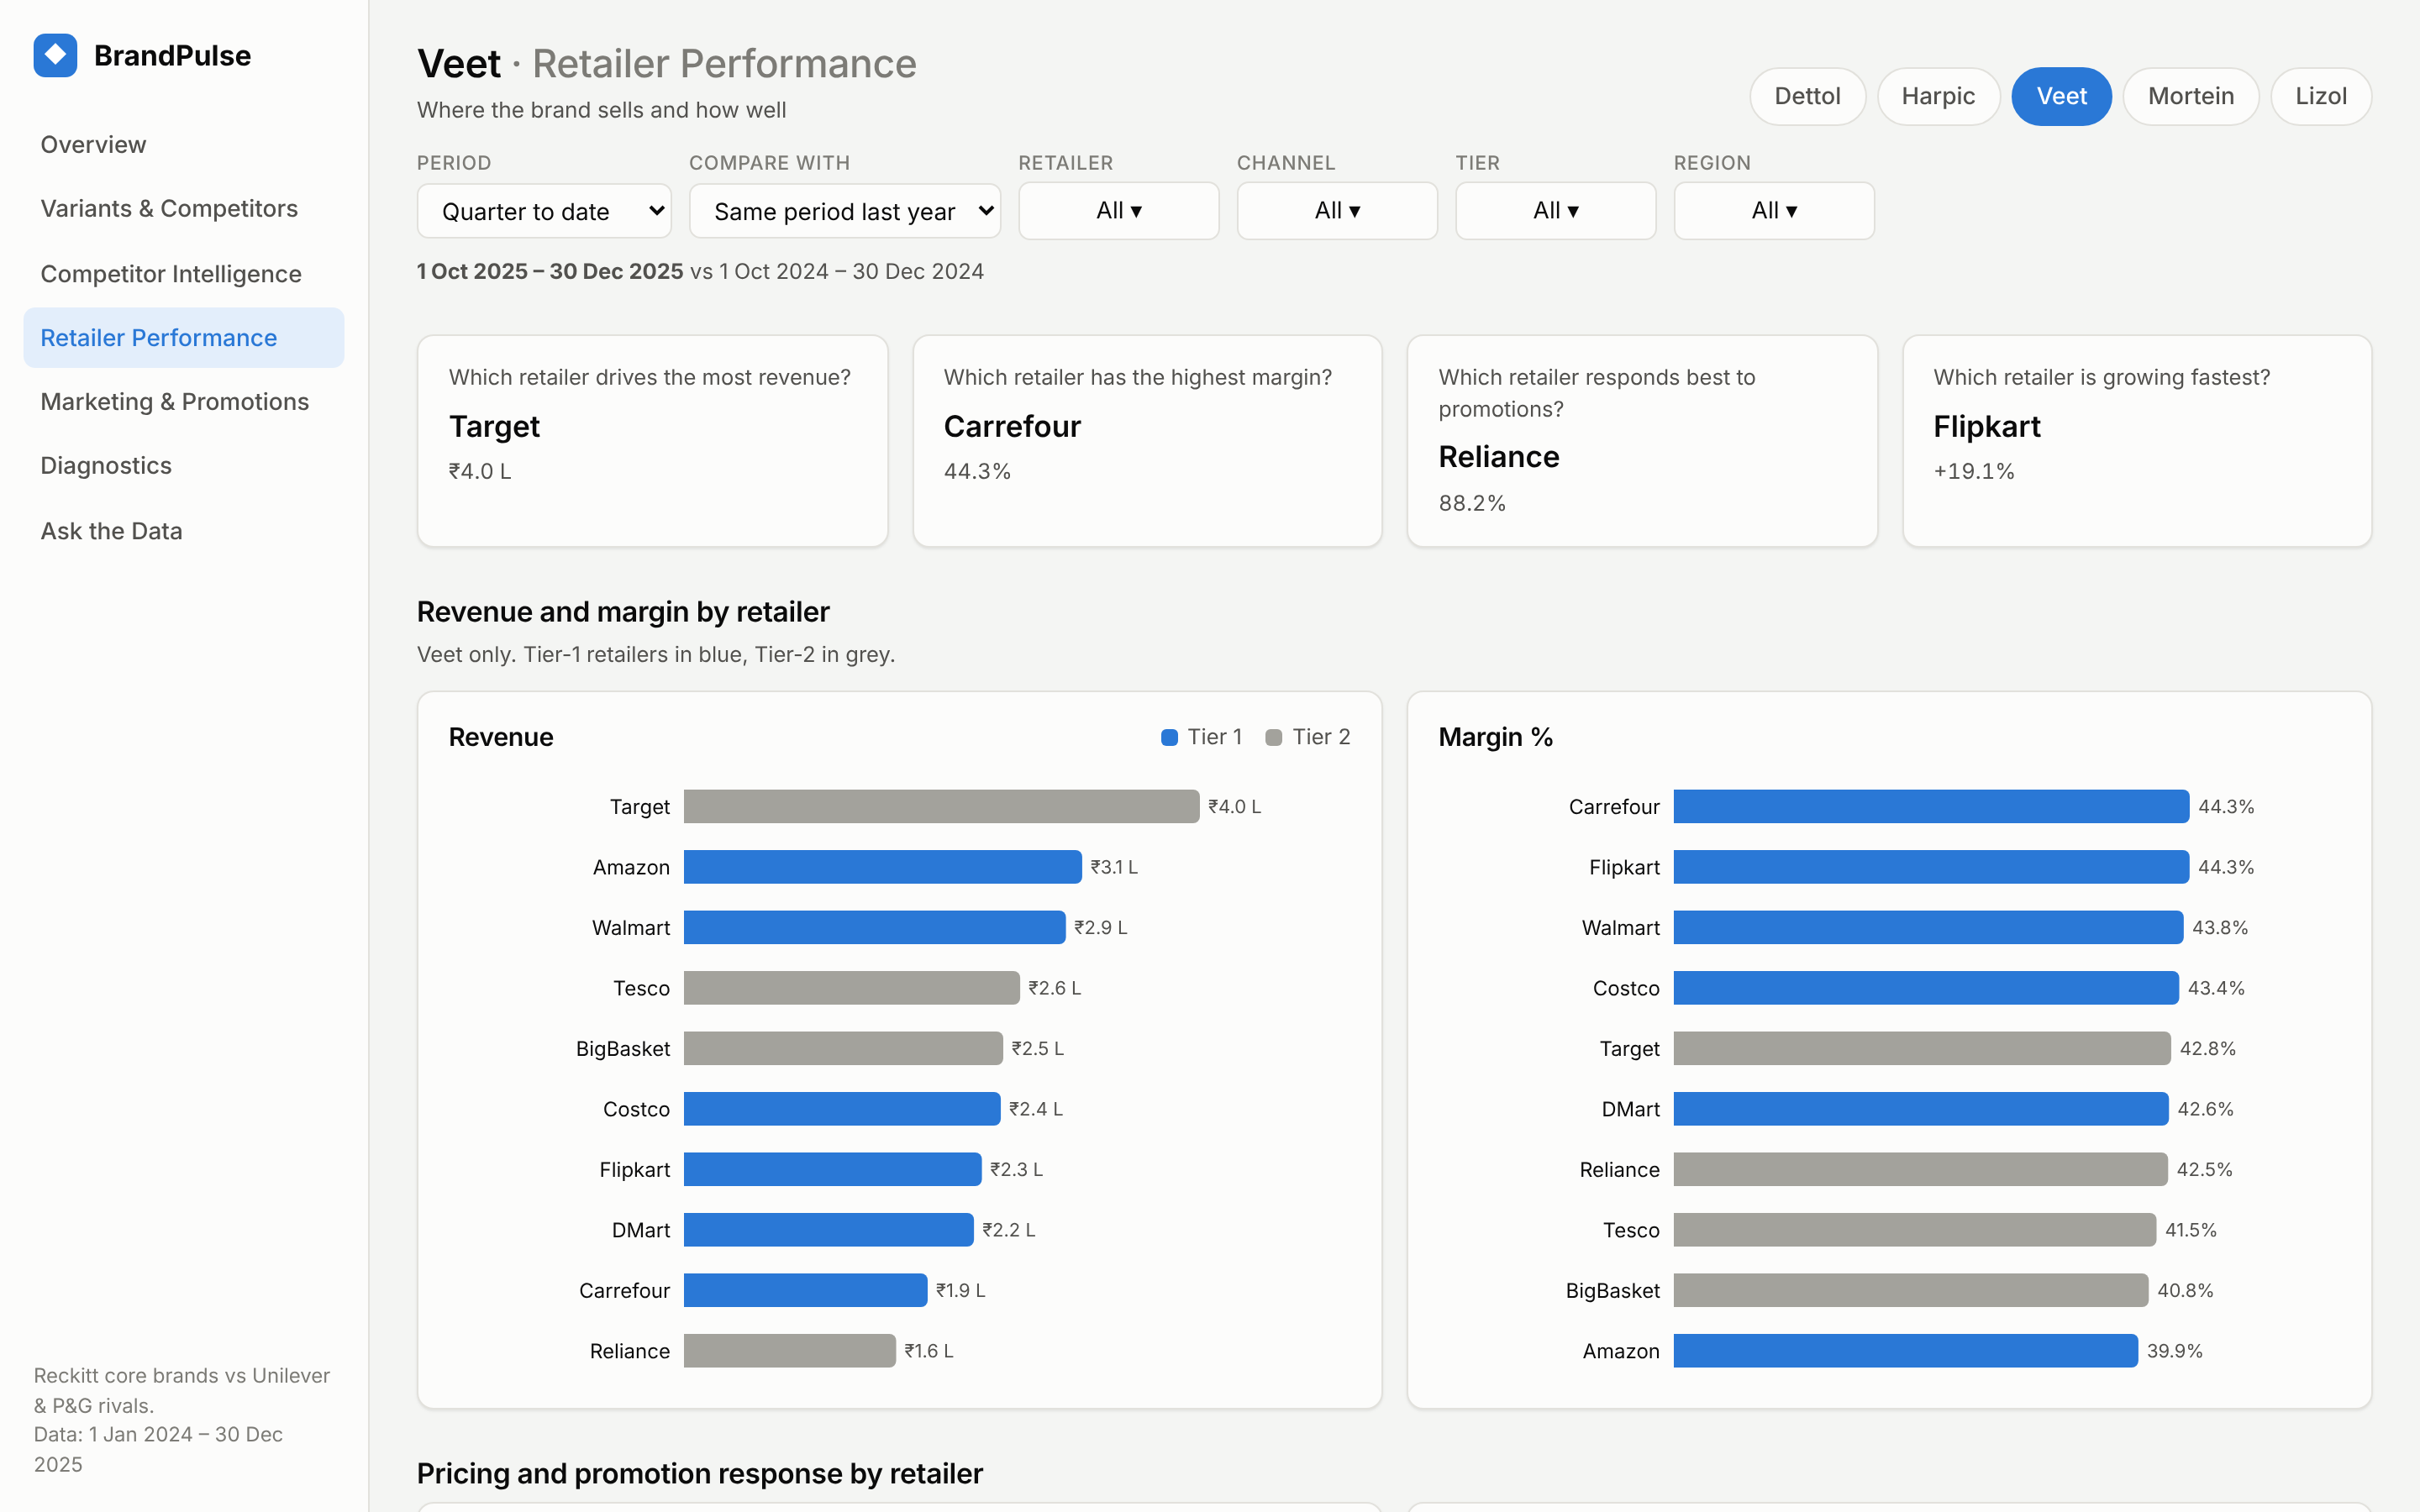 BrandPulse
Overview
Variants & Competitors
Competitor Intelligence
Retailer Performance
Marketing & Promotions
Diagnostics
Ask the Data
Reckitt core brands vs Unilever
& P&G rivals.
Data: 1 Jan 2024 – 30 Dec
2025
Veet · Retailer Performance
Where the brand sells and how well
Dettol
Harpic
Veet
Mortein
Lizol
PERIOD
Quarter to date
COMPARE WITH
Same period last year
RETAILER
All ▾
CHANNEL
All ▾
TIER
All ▾
REGION
All ▾
1 Oct 2025 – 30 Dec 2025 vs 1 Oct 2024 – 30 Dec 2024
Which retailer drives the most revenue?
Target
₹4.0 L
Which retailer has the highest margin?
Carrefour
44.3%
Which retailer responds best to
promotions?
Reliance
88.2%
Which retailer is growing fastest?
Flipkart
+19.1%
Revenue and margin by retailer
Veet only. Tier-1 retailers in blue, Tier-2 in grey.
Revenue
Tier 1
Tier 2
Target ₹4.0 L
Amazon ₹3.1 L
Walmart ₹2.9 L
Tesco ₹2.6 L
BigBasket ₹2.5 L
Costco ₹2.4 L
Flipkart ₹2.3 L
DMart ₹2.2 L
Carrefour ₹1.9 L
Reliance ₹1.6 L
Margin %
Carrefour 44.3%
Flipkart 44.3%
Walmart 43.8%
Costco 43.4%
Target 42.8%
DMart 42.6%
Reliance 42.5%
Tesco 41.5%
BigBasket 40.8%
Amazon 39.9%
Pricing and promotion response by retailer